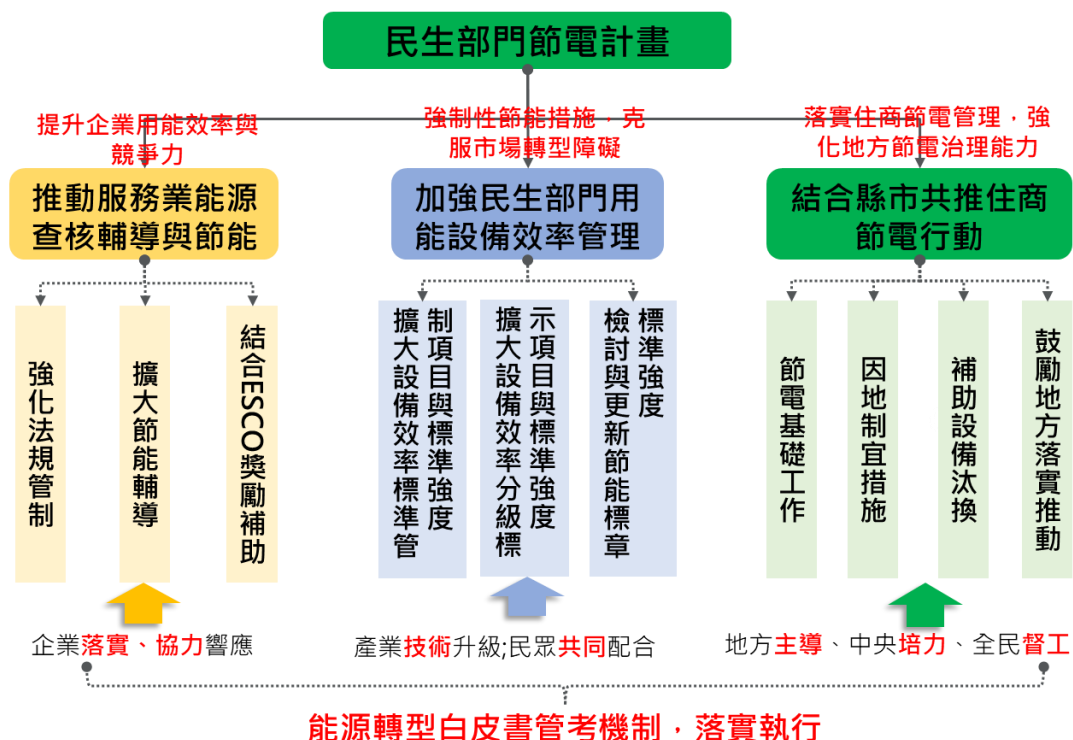 民生部門節電計畫
提升企業用能效率與
競爭力
強制性節能措施，克
服市場轉型障礙
落實住商節電管理，強
化地方節電治理能力
推動服務業能源
查核輔導與節能
加強民生部門用
能設備效率管理
結合縣市共推住商
節電行動
強化法規管制
擴大節能輔導
結合ESCO獎勵補助
擴大設備效率標準管
制項目與標準強度
擴大設備效率分級標
示項目與標準強度
檢討與更新節能標章
標準強度
節電基礎工作
因地制宜措施
補助設備汰換
鼓勵地方落實推動
企業落實、協力響應
產業技術升級;民眾共同配合
地方主導、中央培力、全民督工
能源轉型白皮書管考機制，落實執行